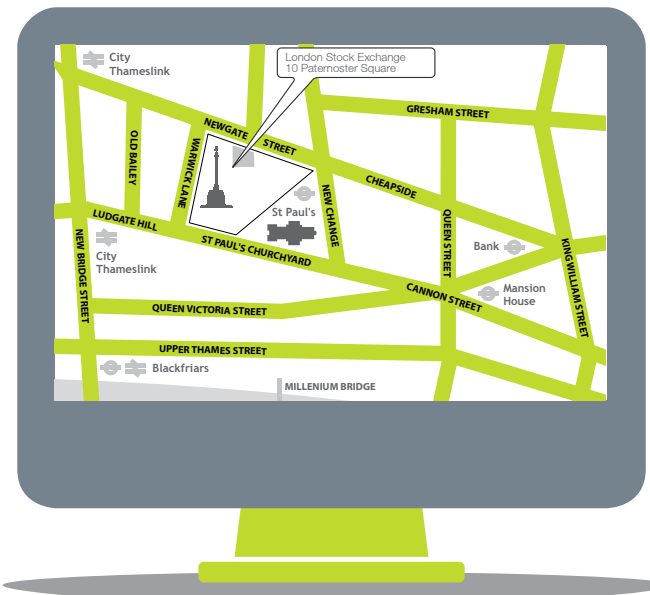 City
Thameslink
London Stock Exchange
10 Paternoster Square
GRESHAM STREET
NEWGATE STREET
OLD BAILEY
WARWICK LANE
CHEAPSIDE
NEW CHANGE
St Paul's
LUDGATE HILL
ST PAUL'S CHURCHYARD
QUEEN STREET
Bank
KING WILLIAM STREET
City
Thameslink
NEW BRIDGE STREET
CANNON STREET
Mansion
House
QUEEN VICTORIA STREET
UPPER THAMES STREET
Blackfriars
MILLENIUM BRIDGE